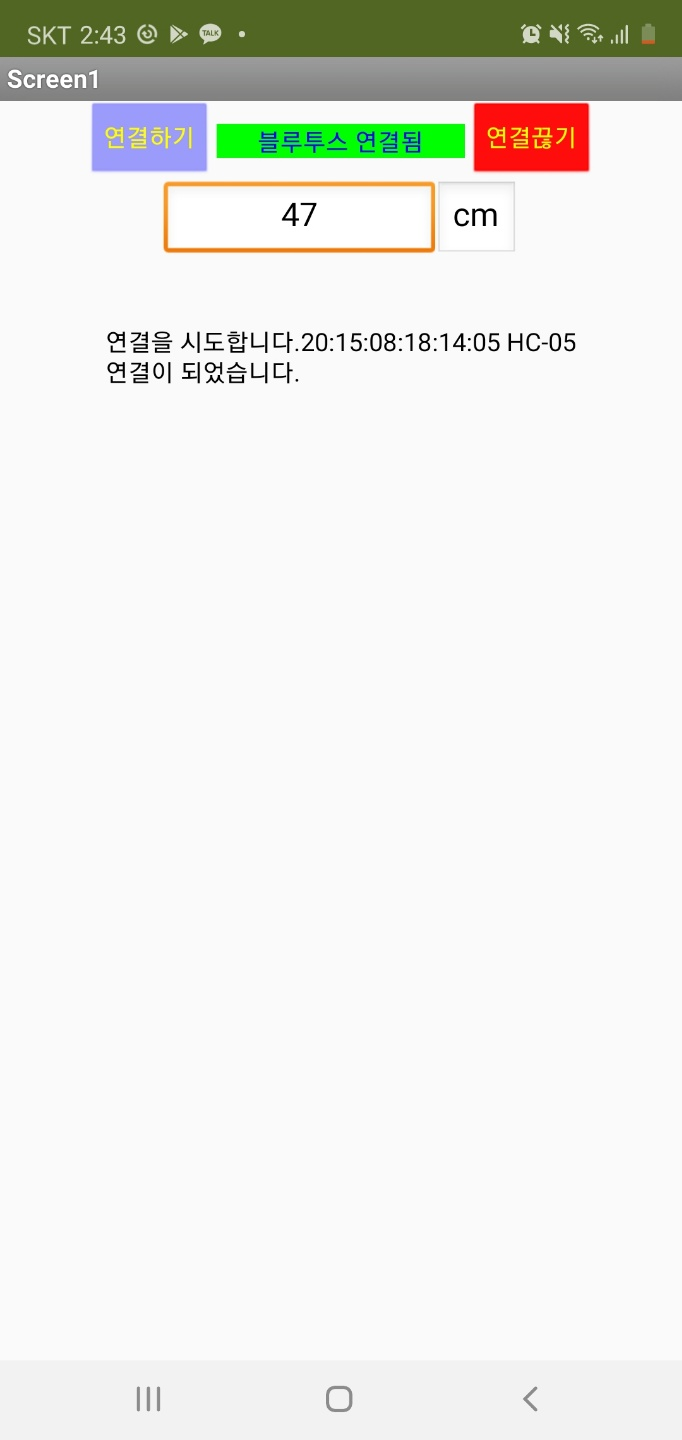 SKT 2:43 TALK
Screen1
연결하기 블루투스 연결됨 연결끊기
47 cm
연결을 시도합니다.20:15:08:18:14:05 HC-05
연결이 되었습니다.